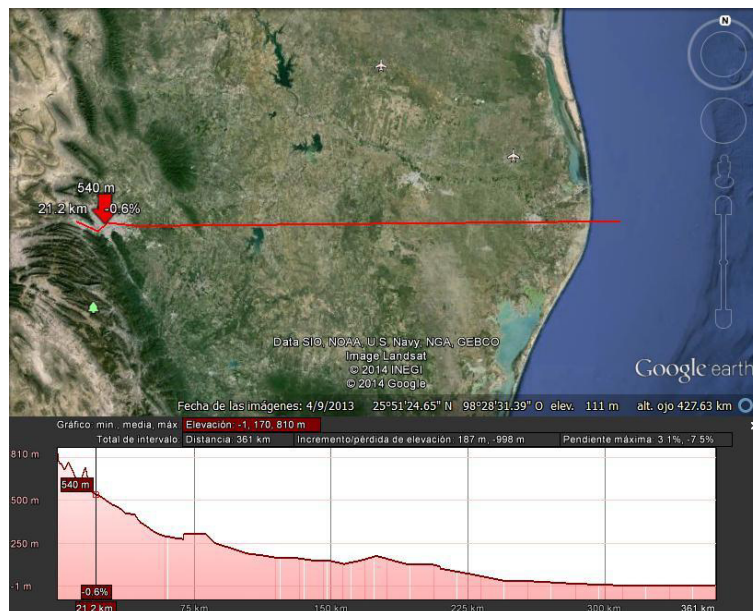 N
540 m
21.2 km -0.6%
Data SIO, NOAA, U.S. Navy, NGA, GEBCO
Image Landsat
© 2014 INEGI
© 2014 Google
Google earth
Fecha de las imágenes: 4/9/2013 25°51'24.65" N 98°28'31.39" O elev. 111 m alt. ojo 427.63 km
Gráfico: mín., media, máx. Elevación: -1, 170, 810 m
Total de intervalo: Distancia: 361 km Incremento/pérdida de elevación: 187 m, -998 m Pendiente máxima: 3.1%, -7.5%
810 m
540 m
500 m
250 m
-1 m
-0.6%
21.2 km 75 km 150 km 225 km 300 km 361 km